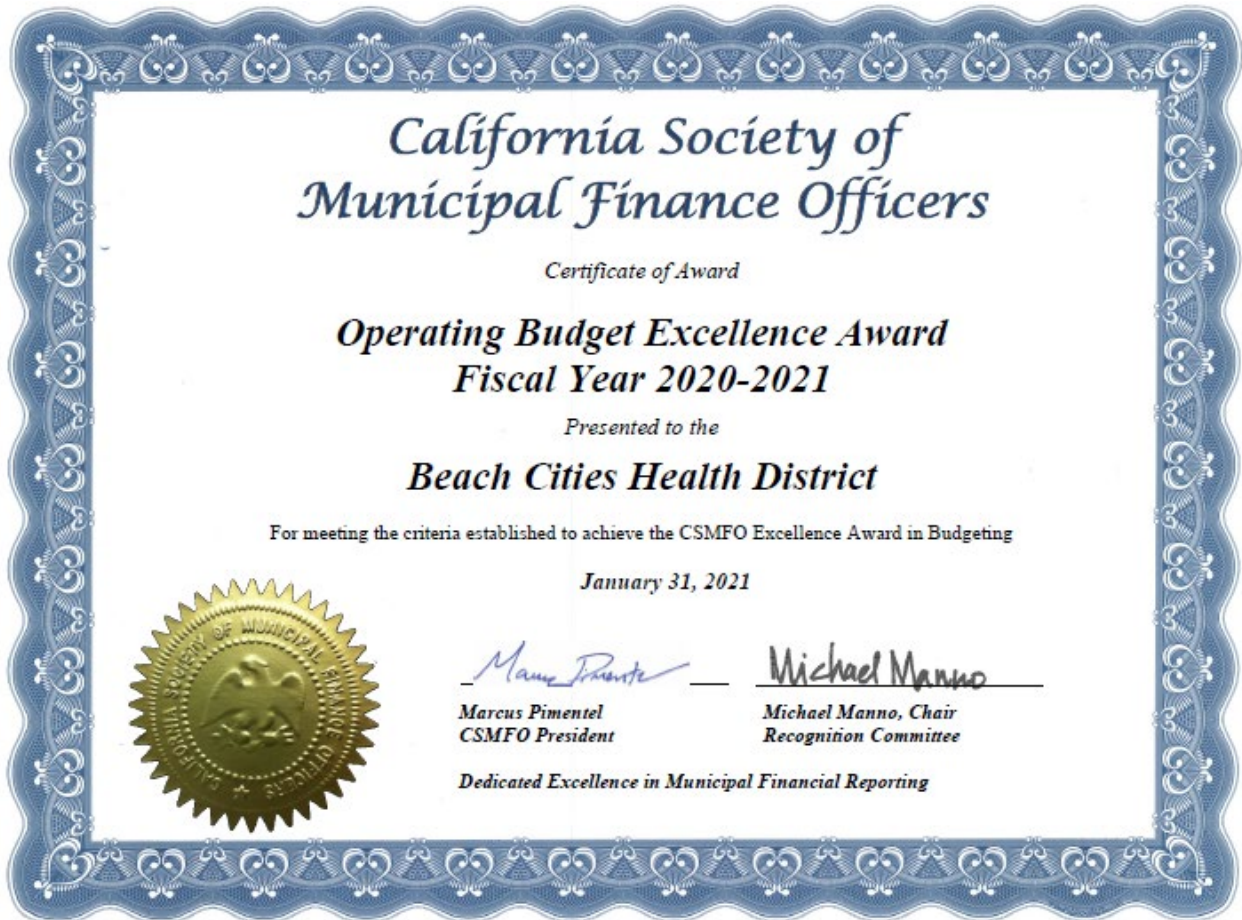 California Society of
Municipal Finance Officers
Certificate of Award
Operating Budget Excellence Award
Fiscal Year 2020-2021
Presented to the
Beach Cities Health District
For meeting the criteria established to achieve the CSMFO Excellence Award in Budgeting
January 31, 2021
CALIFORNIA SOCIETY OF MUNICIPAL FINANCE OFFICERS
Michael Manno
Marcus Pimentel
CSMFO President
Michael Manno, Chair
Recognition Committee
Dedicated Excellence in Municipal Financial Reporting